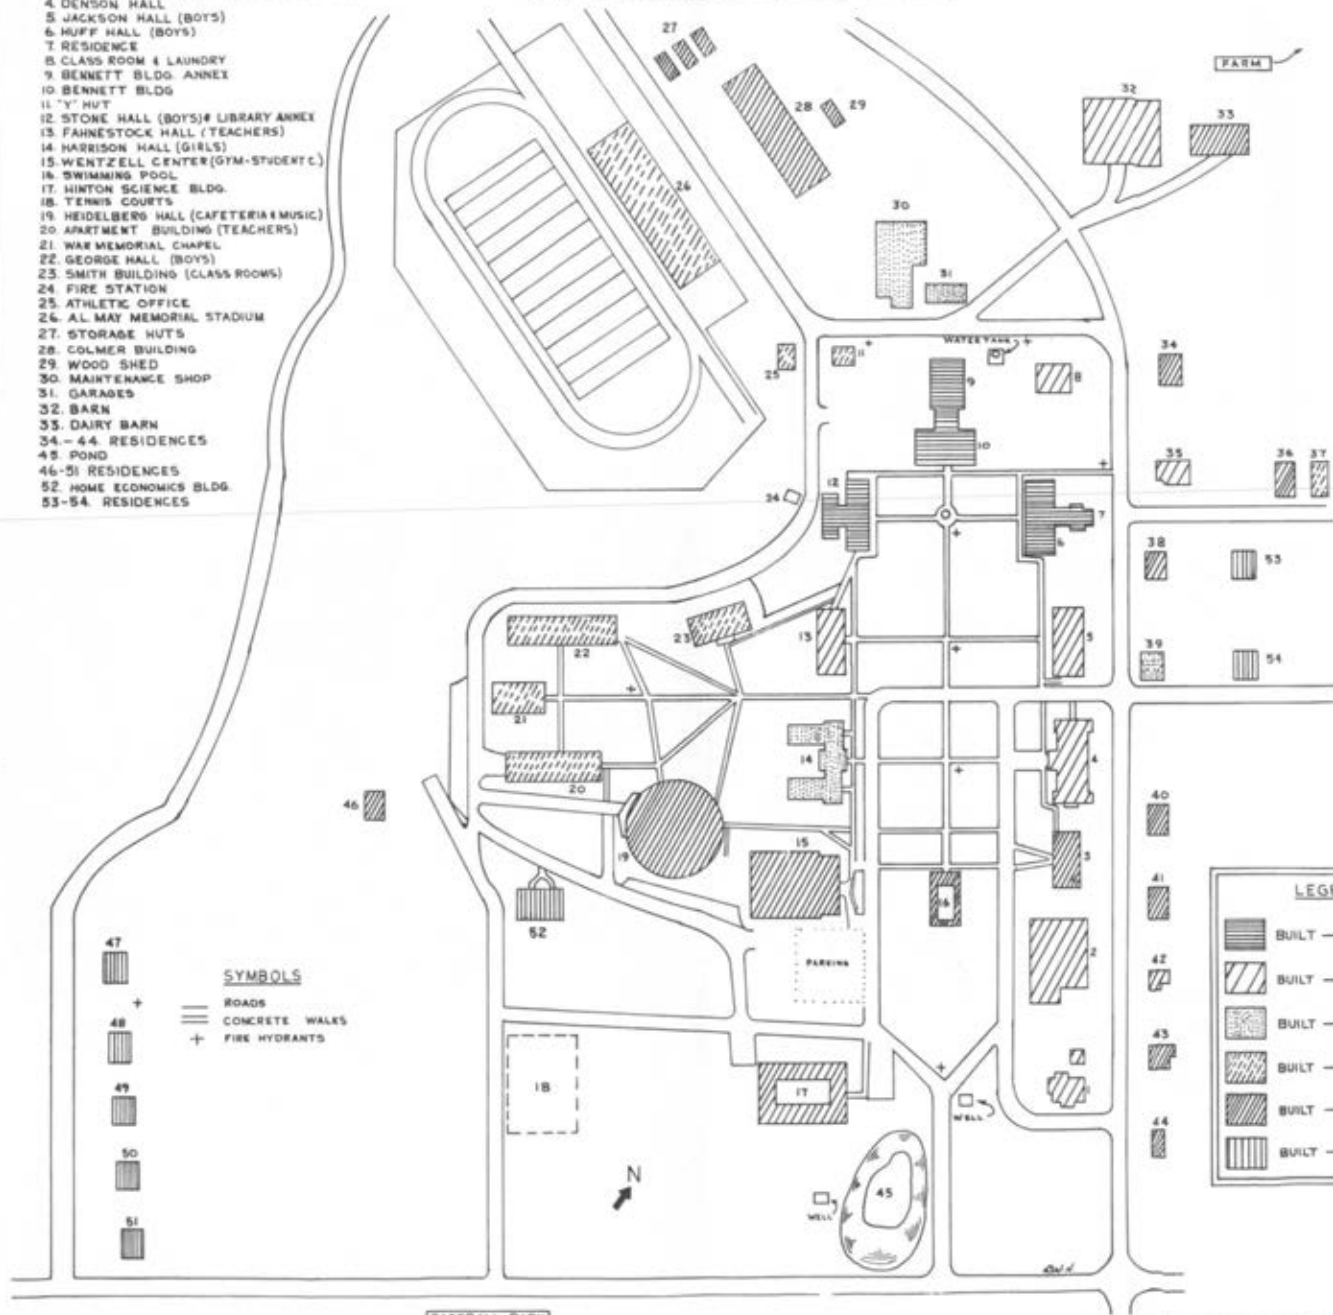 4. DENSON HALL
5. JACKSON HALL (BOYS)
6. HUFF HALL (BOYS)
7. RESIDENCE
8. CLASS ROOM & LAUNDRY
9. BENNETT BLDG. ANNEX
10. BENNETT BLDG
11. "Y" HUT
12. STONE HALL (BOYS) & LIBRARY ANNEX
13. FAHNESTOCK HALL (TEACHERS)
14. HARRISON HALL (GIRLS)
15. WENTZELL CENTER (GYM-STUDENT C.)
16. SWIMMING POOL
17. HINTON SCIENCE BLDG.
18. TENNIS COURTS
19. HEIDELBERG HALL (CAFETERIA & MUSIC)
20. APARTMENT BUILDING (TEACHERS)
21. WAR MEMORIAL CHAPEL
22. GEORGE HALL (BOYS)
23. SMITH BUILDING (CLASS ROOMS)
24. FIRE STATION
25. ATHLETIC OFFICE
26. A.L. MAY MEMORIAL STADIUM
27. STORAGE HUTS
28. COLMER BUILDING
29. WOOD SHED
30. MAINTENANCE SHOP
31. GARAGES
32. BARN
33. DAIRY BARN
34.-44. RESIDENCES
45. POND
46-51 RESIDENCES
52. HOME ECONOMICS BLDG.
53-54. RESIDENCES
27
28
29
FARM
32
33
26
30
31
WATER TANK
25
11
9
8
34
10
35
36
37
24
12
7
6
38
53
22
23
13
5
39
54
21
14
4
20
46
40
19
15
3
16
41
52
2
PARKING
47
42
48
43
49
50
51
SYMBOLS
ROADS
CONCRETE WALKS
+ FIRE HYDRANTS
18
17
1
WELL
44
N
45
WELL
RWH
BUILT -
BUILT -
BUILT -
BUILT -
BUILT -
BUILT -